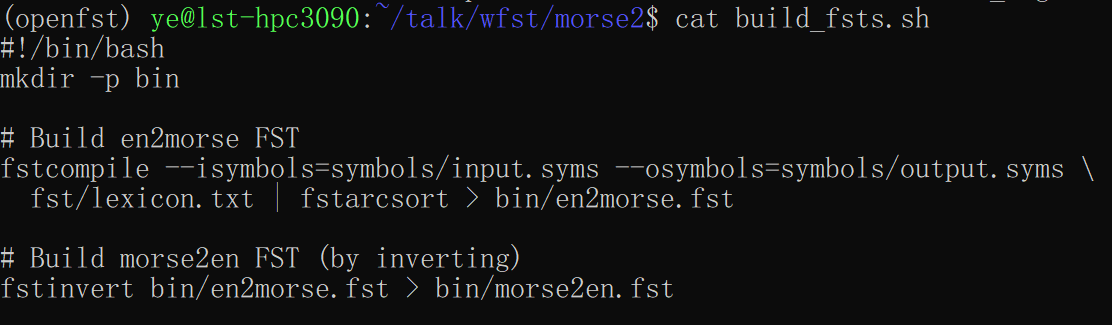 (openfst) ye@lst-hpc3090:~/talk/wfst/morse2$ cat build_fsts.sh
#!/bin/bash
mkdir -p bin
# Build en2morse FST
fstcompile --isymbols=symbols/input.syms --osymbols=symbols/output.syms \
  fst/lexicon.txt | fstarcsort > bin/en2morse.fst
# Build morse2en FST (by inverting)
fstinvert bin/en2morse.fst > bin/morse2en.fst